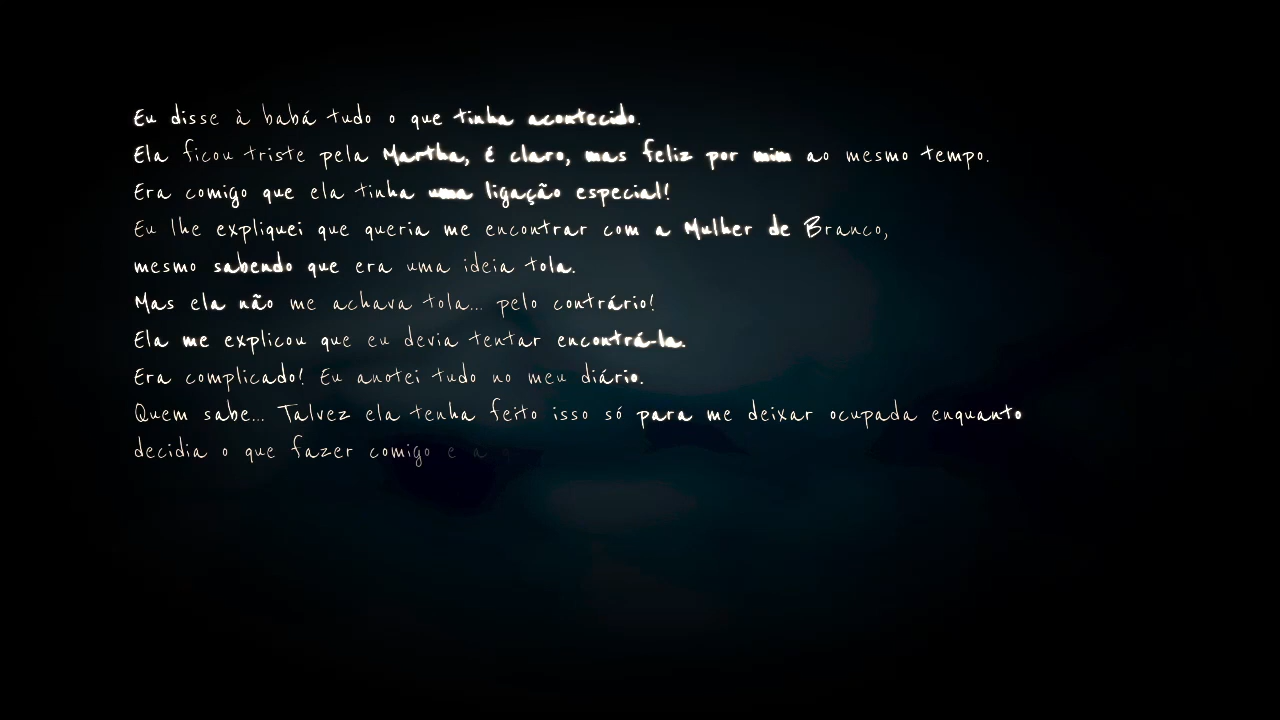 Eu disse à babá tudo o que tinha acontecido.
Ela ficou triste pela Martha, é claro, mas feliz por mim ao mesmo tempo.
Era comigo que ela tinha uma ligação especial!
Eu lhe expliquei que queria me encontrar com a Mulher de Branco,
mesmo sabendo que era uma ideia tola.
Mas ela não me achava tola... pelo contrário!
Ela me explicou que eu devia tentar encontrá-la.
Era complicado! Eu anotei tudo no meu diário.
Quem sabe... Talvez ela tenha feito isso só para me deixar ocupada enquanto
decidia o que fazer comigo e a